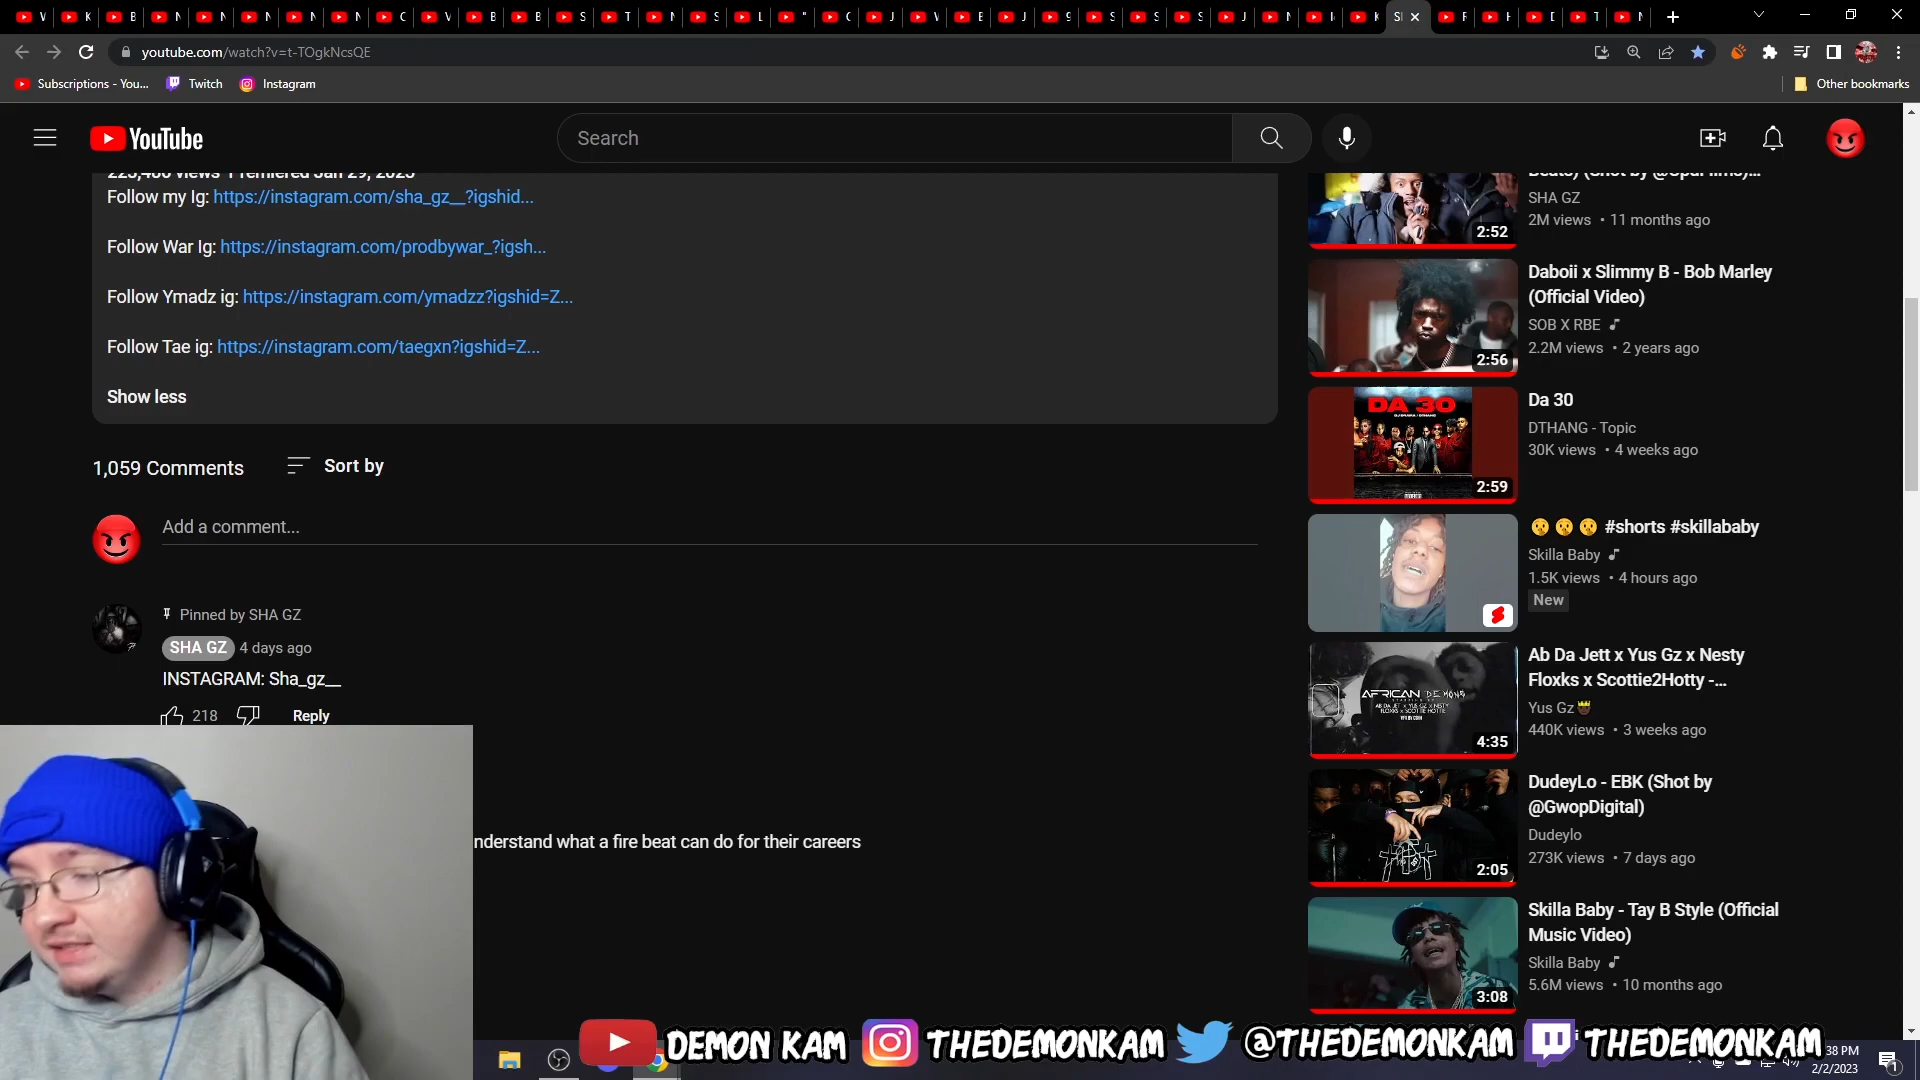 youtube.com/watch?v=t-TOgkNcsQE
Subscriptions - You...
Twitch
Instagram
Other bookmarks
YouTube
Search
Follow my Ig: https://instagram.com/sha_gz__?igshid...
Follow War Ig: https://instagram.com/prodbywar_?igsh...
Follow Ymadz ig: https://instagram.com/ymadzz?igshid=Z...
Follow Tae ig: https://instagram.com/taegxn?igshid=Z...
Show less
1,059 Comments
Sort by
Add a comment...
Pinned by SHA GZ
SHA GZ 4 days ago
INSTAGRAM: Sha_gz__
218 Reply
nderstand what a fire beat can do for their careers
SHA GZ
2M views • 11 months ago
2:52
Daboii x Slimmy B - Bob Marley
(Official Video)
SOB X RBE
2.2M views • 2 years ago
2:56
DA 30
Da 30
DTHANG - Topic
30K views • 4 weeks ago
2:59
🤫🤫🤫 #shorts #skillababy
Skilla Baby
1.5K views • 4 hours ago
New
AFRICAN DEMONS
Ab Da Jett x Yus Gz x Nesty
Floxks x Scottie2Hotty -...
Yus Gz
440K views • 3 weeks ago
4:35
DudeyLo - EBK (Shot by
@GwopDigital)
Dudeylo
273K views • 7 days ago
2:05
Skilla Baby - Tay B Style (Official
Music Video)
Skilla Baby
5.6M views • 10 months ago
3:08
DEMON KAM
THEDEMONKAM
@THEDEMONKAM
THEDEMONKAM
:38 PM
2/2/2023